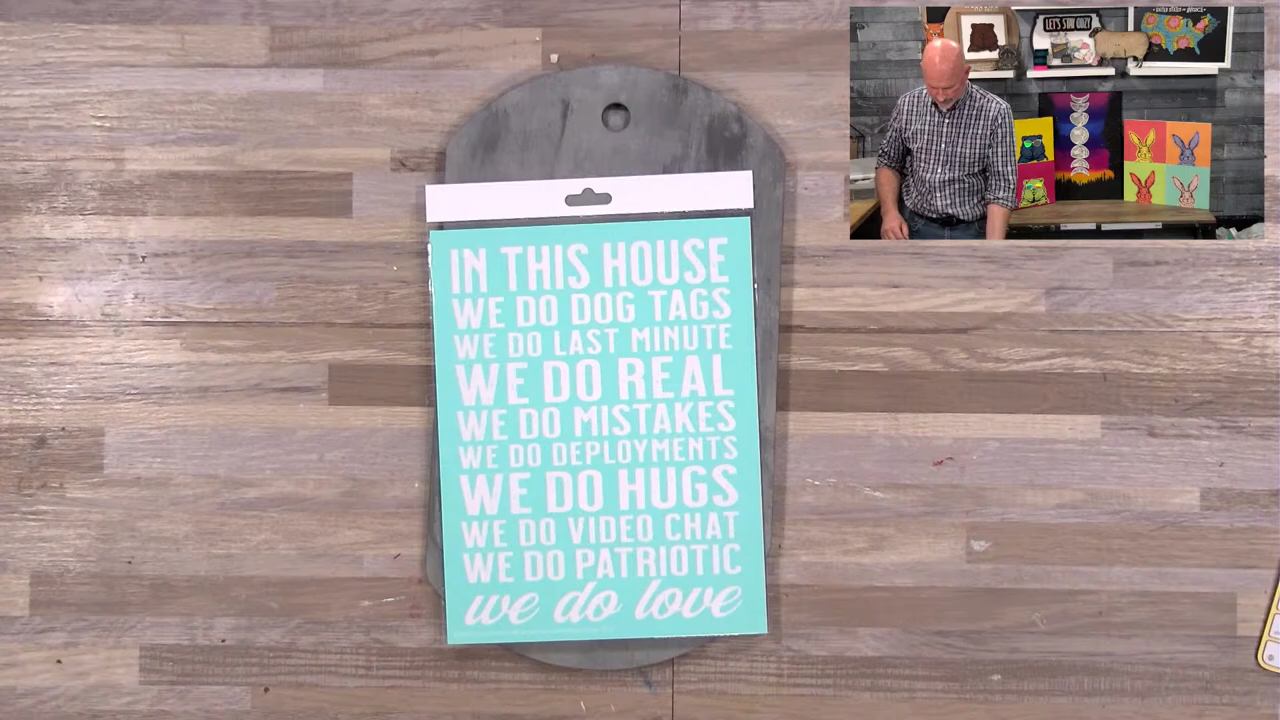 LET'S STAY COZY
IN THIS HOUSE
WE DO DOG TAGS
WE DO LAST MINUTE
WE DO REAL
WE DO MISTAKES
WE DO DEPLOYMENTS
WE DO HUGS
WE DO VIDEO CHAT
WE DO PATRIOTIC
we do love